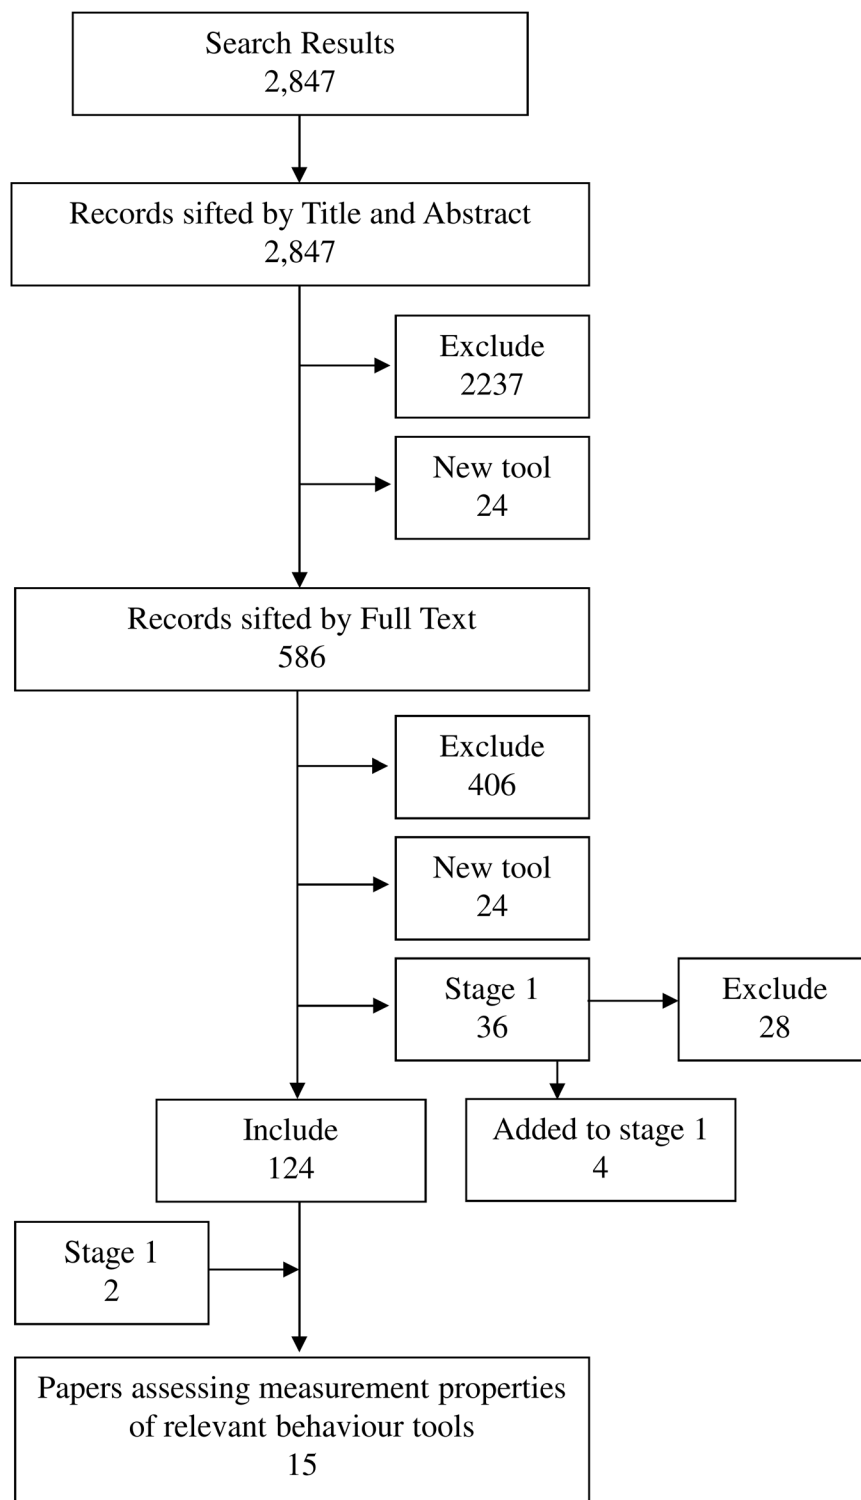 Search Results
2,847
Records sifted by Title and Abstract
2,847
Exclude
2237
New tool
24
Records sifted by Full Text
586
Exclude
406
New tool
24
Stage 1
36
Exclude
28
Include
124
Added to stage 1
4
Stage 1
2
Papers assessing measurement properties
of relevant behaviour tools
15